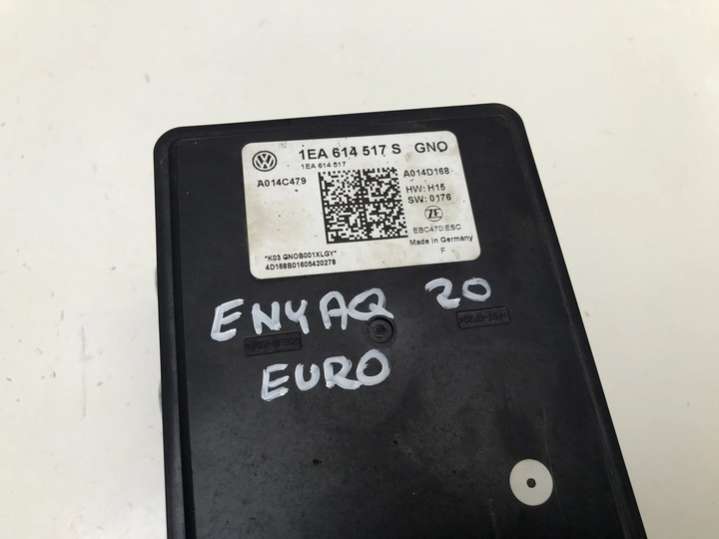 1EA 614 517 S GNO
1EA 614 517
A014C479 A014D168
HW: H15
SW: 0176
ZF
EBC470:ESC
Made in Germany
F
*K03 GNOB001XLGY*
4D168B01605420278
ENYAQ 20
EURO